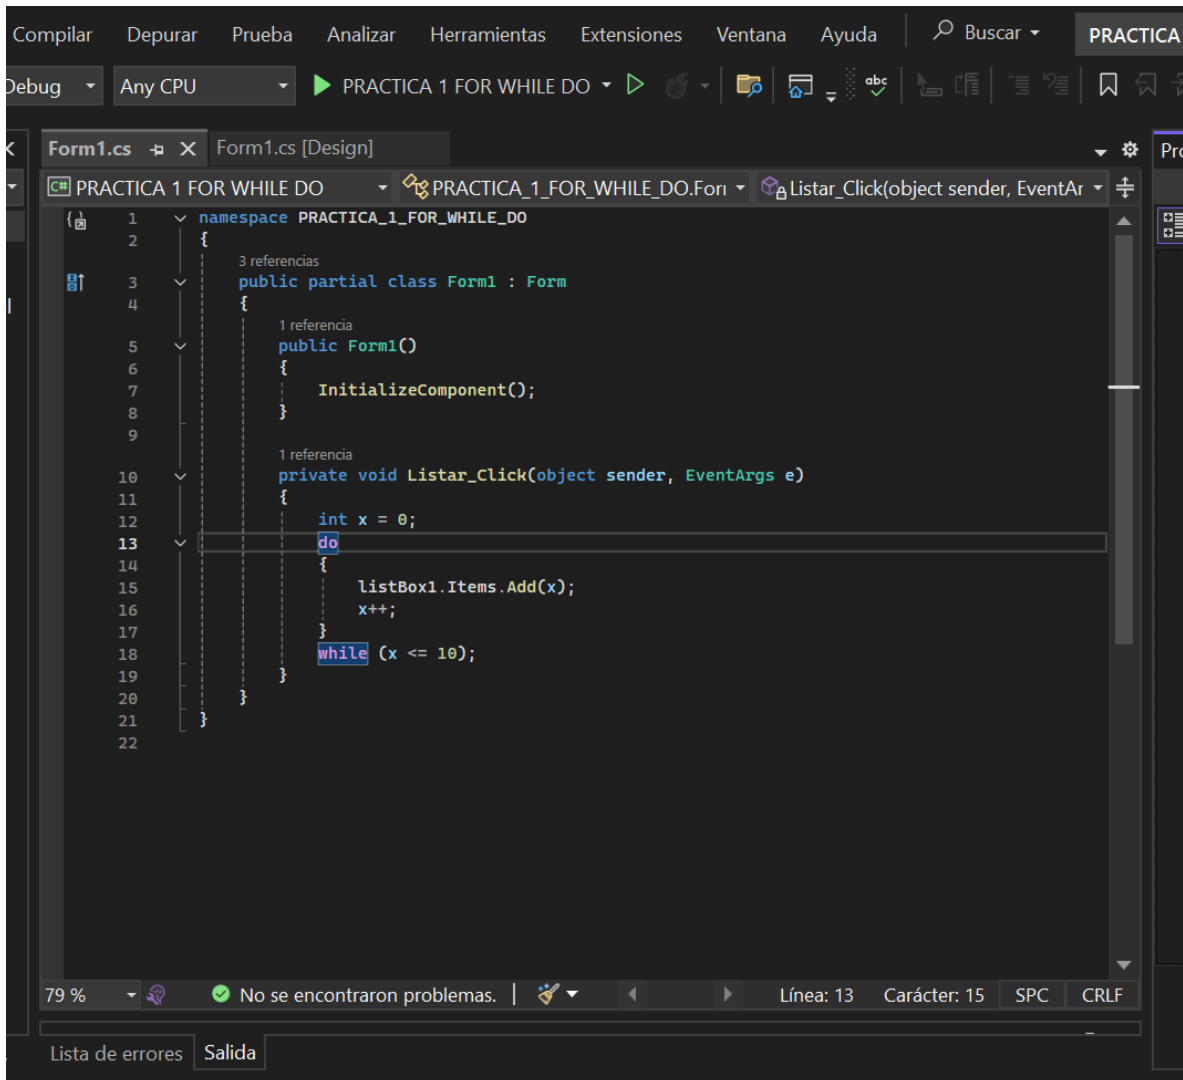 Compilar Depurar Prueba Analizar Herramientas Extensiones Ventana Ayuda Buscar PRACTICA
Debug Any CPU PRACTICA 1 FOR WHILE DO abc
Form1.cs Form1.cs [Design]
C# PRACTICA 1 FOR WHILE DO PRACTICA_1_FOR_WHILE_DO.Forı Listar_Click(object sender, EventAr
1 namespace PRACTICA_1_FOR_WHILE_DO
2 {
3 referencias
3 public partial class Form1 : Form
4 {
1 referencia
5 public Form1()
6 {
7 InitializeComponent();
8 }
9
1 referencia
10 private void Listar_Click(object sender, EventArgs e)
11 {
12 int x = 0;
13 do
14 {
15 listBox1.Items.Add(x);
16 x++;
17 }
18 while (x <= 10);
19 }
20 }
21 }
22
79 % No se encontraron problemas. Línea: 13 Carácter: 15 SPC CRLF
Lista de errores Salida